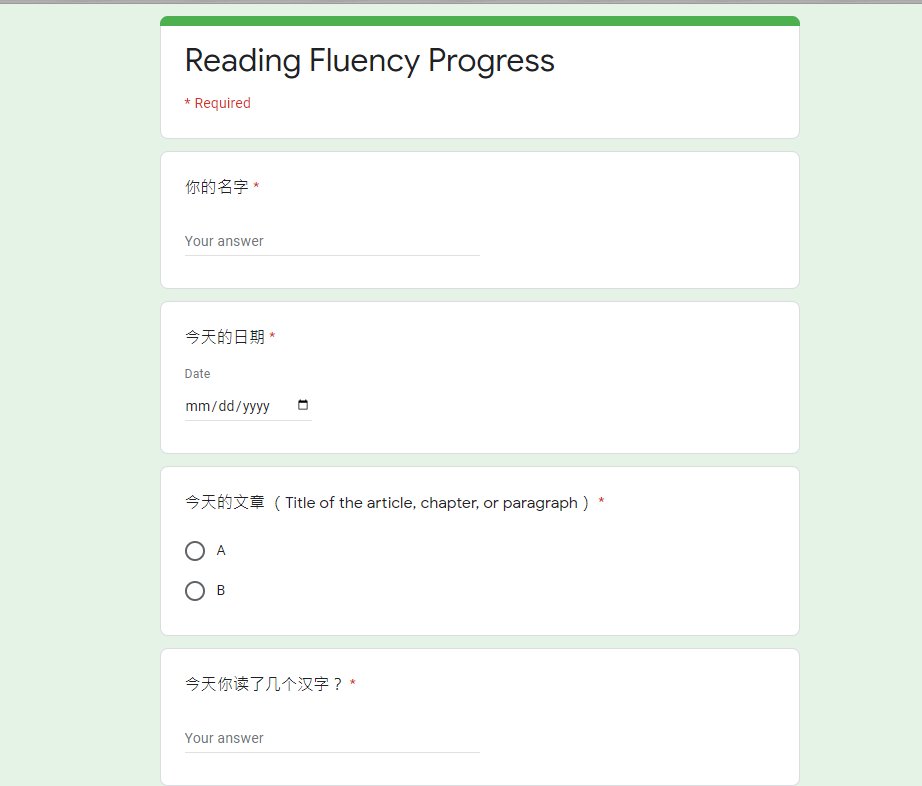 Reading Fluency Progress
* Required
你的名字 *
Your answer
今天的日期 *
Date
mm/dd/yyyy
今天的文章 （ Title of the article, chapter, or paragraph ） *
A
B
今天你读了几个汉字？ *
Your answer